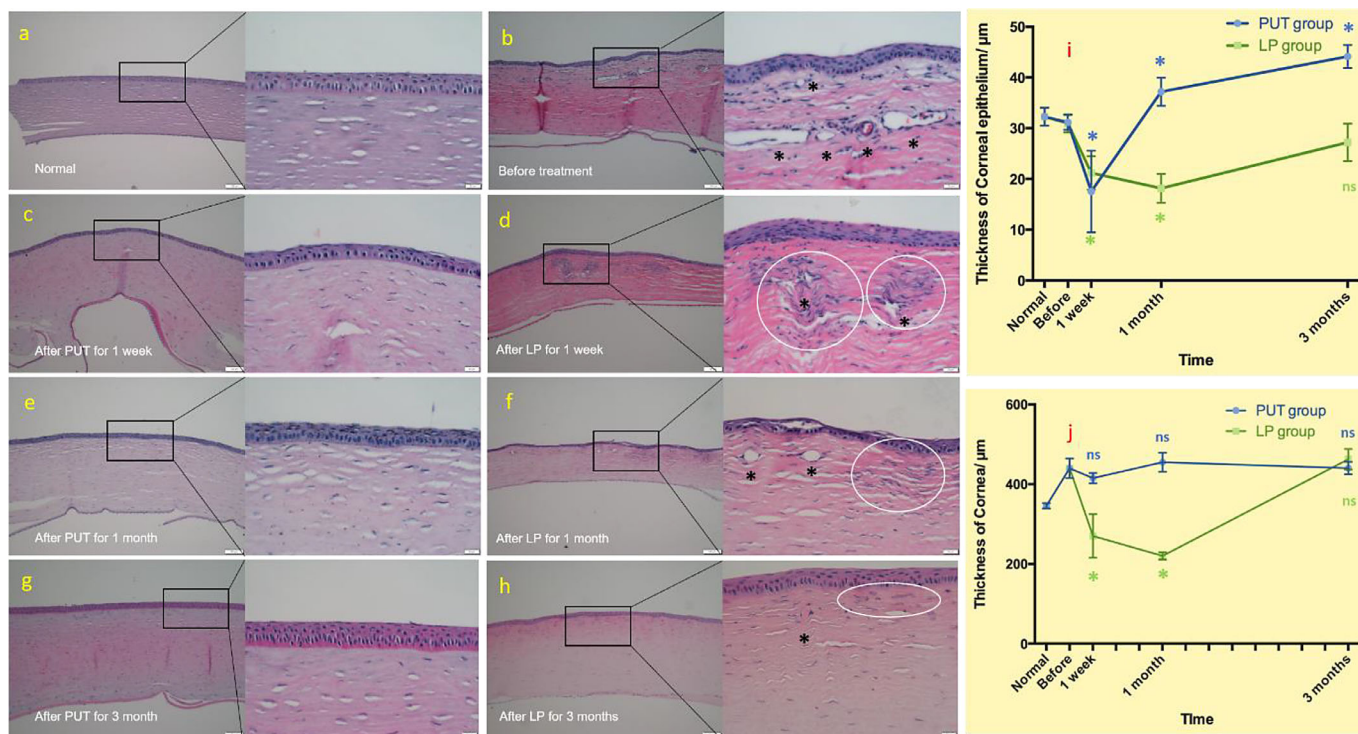 a
Normal
b
*
* * * *
Before treatment
c
After PUT for 1 week
d
*
*
After LP for 1 week
e
After PUT for 1 month
f
* *
After LP for 1 month
g
After PUT for 3 month
h
*
After LP for 3 months
i
PUT group
LP group
Thickness of Corneal epithelium/ μm
50
40
30
20
10
0
* * *
* * ns
Normal
Before
1 week
1 month
3 months
Time
j
PUT group
LP group
Thickness of Cornea/ μm
600
400
200
0
ns ns ns
* * ns
Normal
Before
1 week
1 month
3 months
TIme